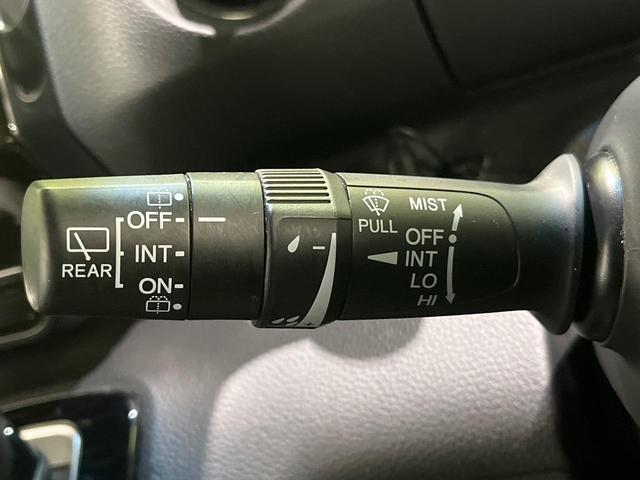 REAR
OFF
INT
ON
PULL
MIST
OFF
INT
LO
HI